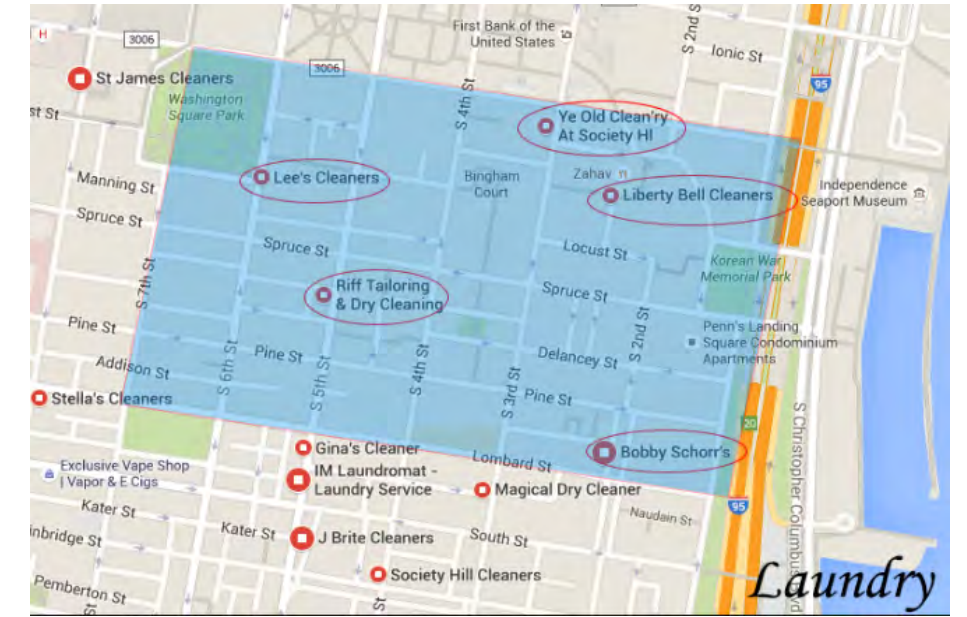 First Bank of the
United States
S 2nd S
Ionic St
H
3006
3006
95
St James Cleaners
Washington
Square Park
st St
S 4th St
Ye Old Clean'ry
At Society Hl
Lee's Cleaners
Bingham
Court
Zahav
Liberty Bell Cleaners
Independence
Seaport Museum
Manning St
Spruce St
Spruce St
Locust St
Korean War
Memorial Park
S 7th St
Riff Tailoring
& Dry Cleaning
Spruce St
S 2nd St
Penn's Landing
Square Condominium
Apartments
Pine St
Pine St
Delancey St
Addison St
S 6th St
S 5th St
S 4th St
S 3rd St
Pine St
Stella's Cleaners
S Christopher Columbus
vd
20
Gina's Cleaner
Lombard St
Bobby Schorr's
Exclusive Vape Shop
| Vapor & E Cigs
IM Laundromat -
Laundry Service
Magical Dry Cleaner
95
Kater St
Kater St
South St
Naudain St
inbridge St
J Brite Cleaners
Society Hill Cleaners
Pemberton St
St
St
Laundry